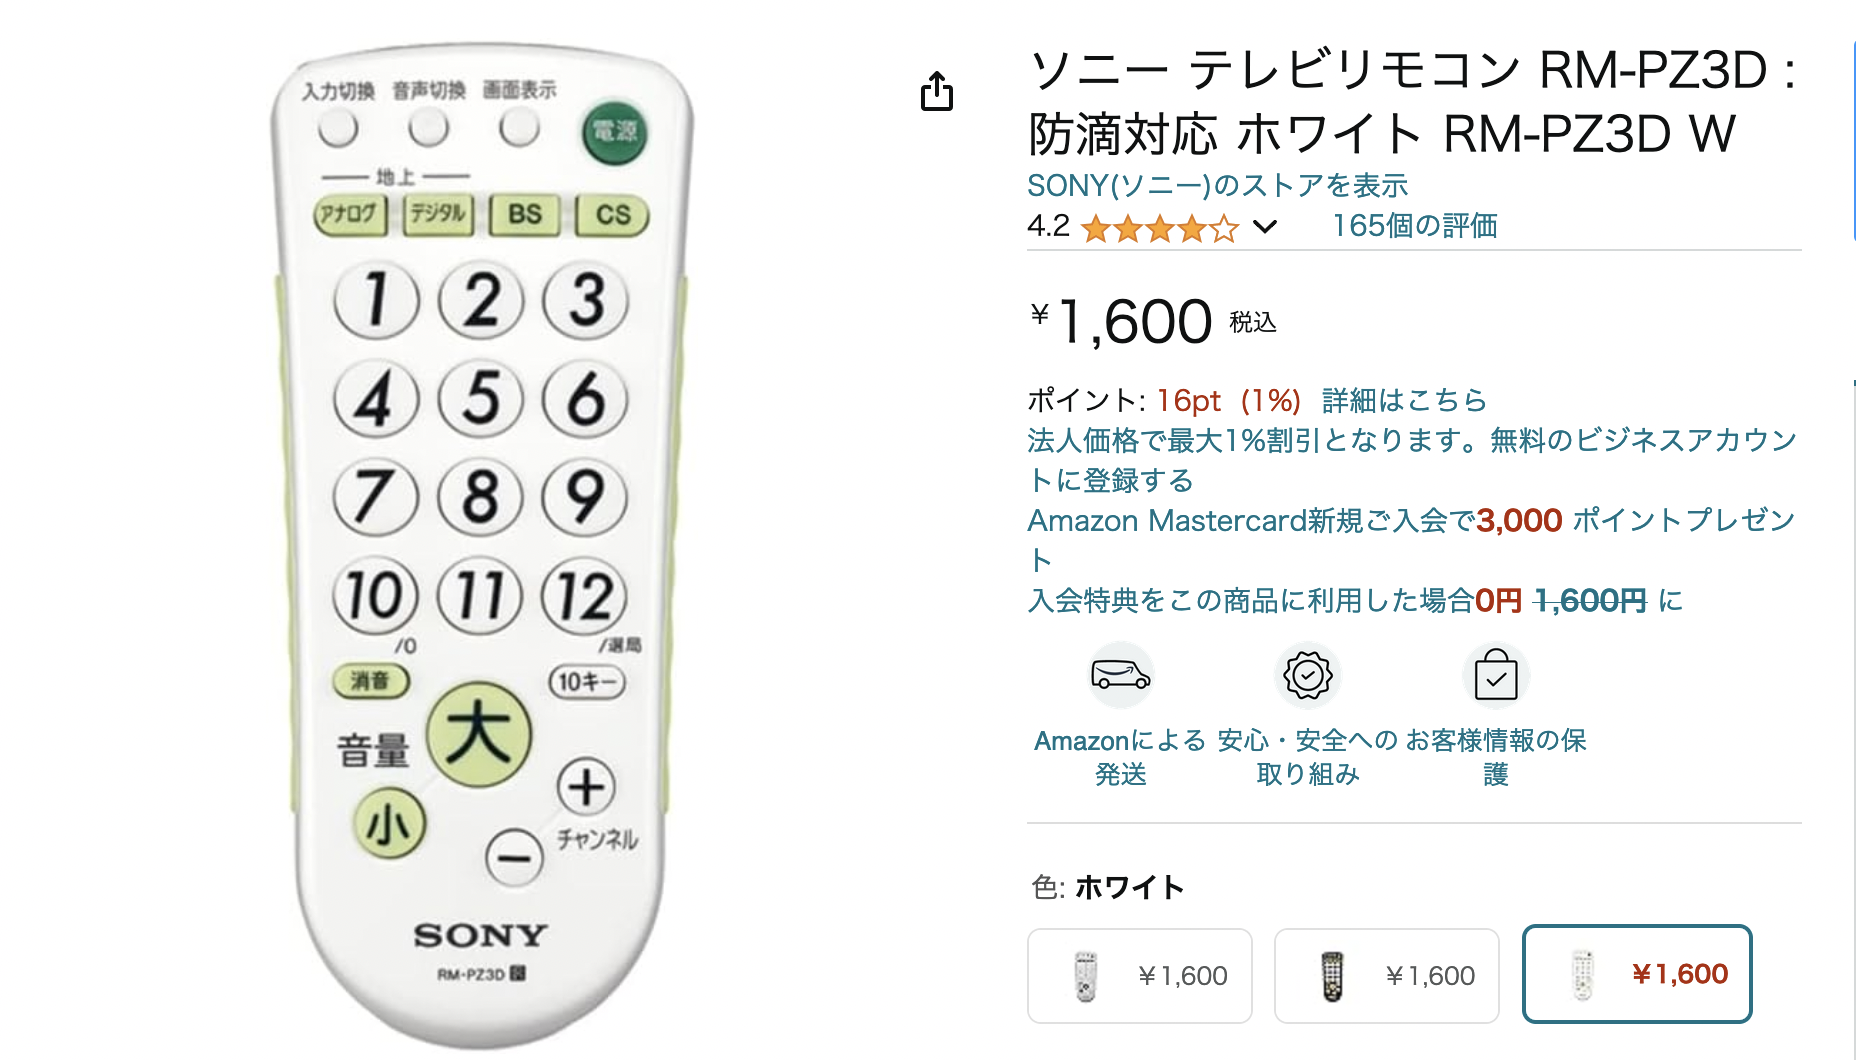 入力切換 音声切換 画面表示
電源
地上
アナログ デジタル BS CS
1 2 3
4 5 6
7 8 9
10 11 12
/0 /選局
消音 10キー
大
音量
+
小
チャンネル
−
SONY
RM-PZ3D
ソニー テレビリモコン RM-PZ3D :
防滴対応 ホワイト RM-PZ3D W
SONY(ソニー)のストアを表示
4.2 165個の評価
¥1,600 税込
ポイント: 16pt (1%) 詳細はこちら
法人価格で最大1%割引となります。無料のビジネスアカウン
トに登録する
Amazon Mastercard新規ご入会で3,000 ポイントプレゼン
ト
入会特典をこの商品に利用した場合0円 1,600円 に
Amazonによる 安心・安全への お客様情報の保
発送 取り組み 護
色: ホワイト
¥1,600 ¥1,600 ¥1,600